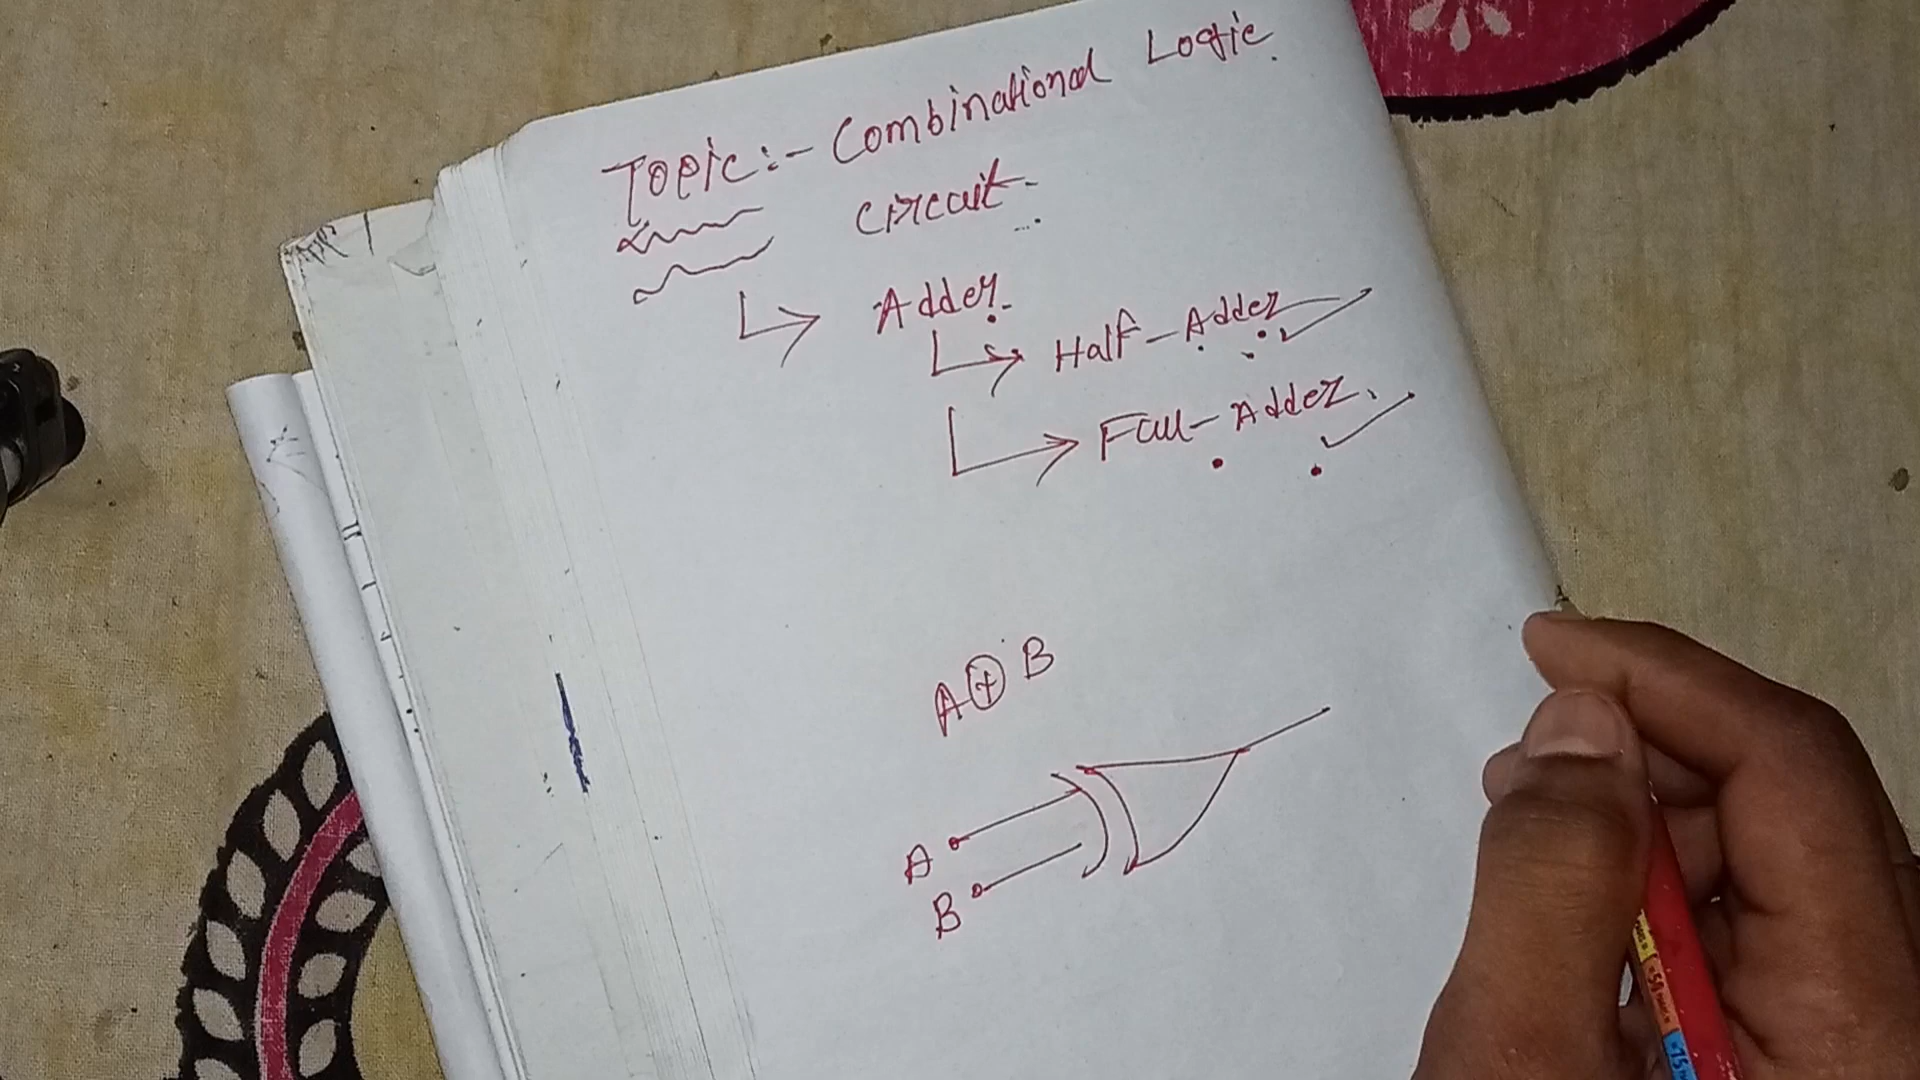 Topic:- Combinational Logic
circuit.
Adder.
Half-Adder
Full-Adder.
A⊕B
A
B